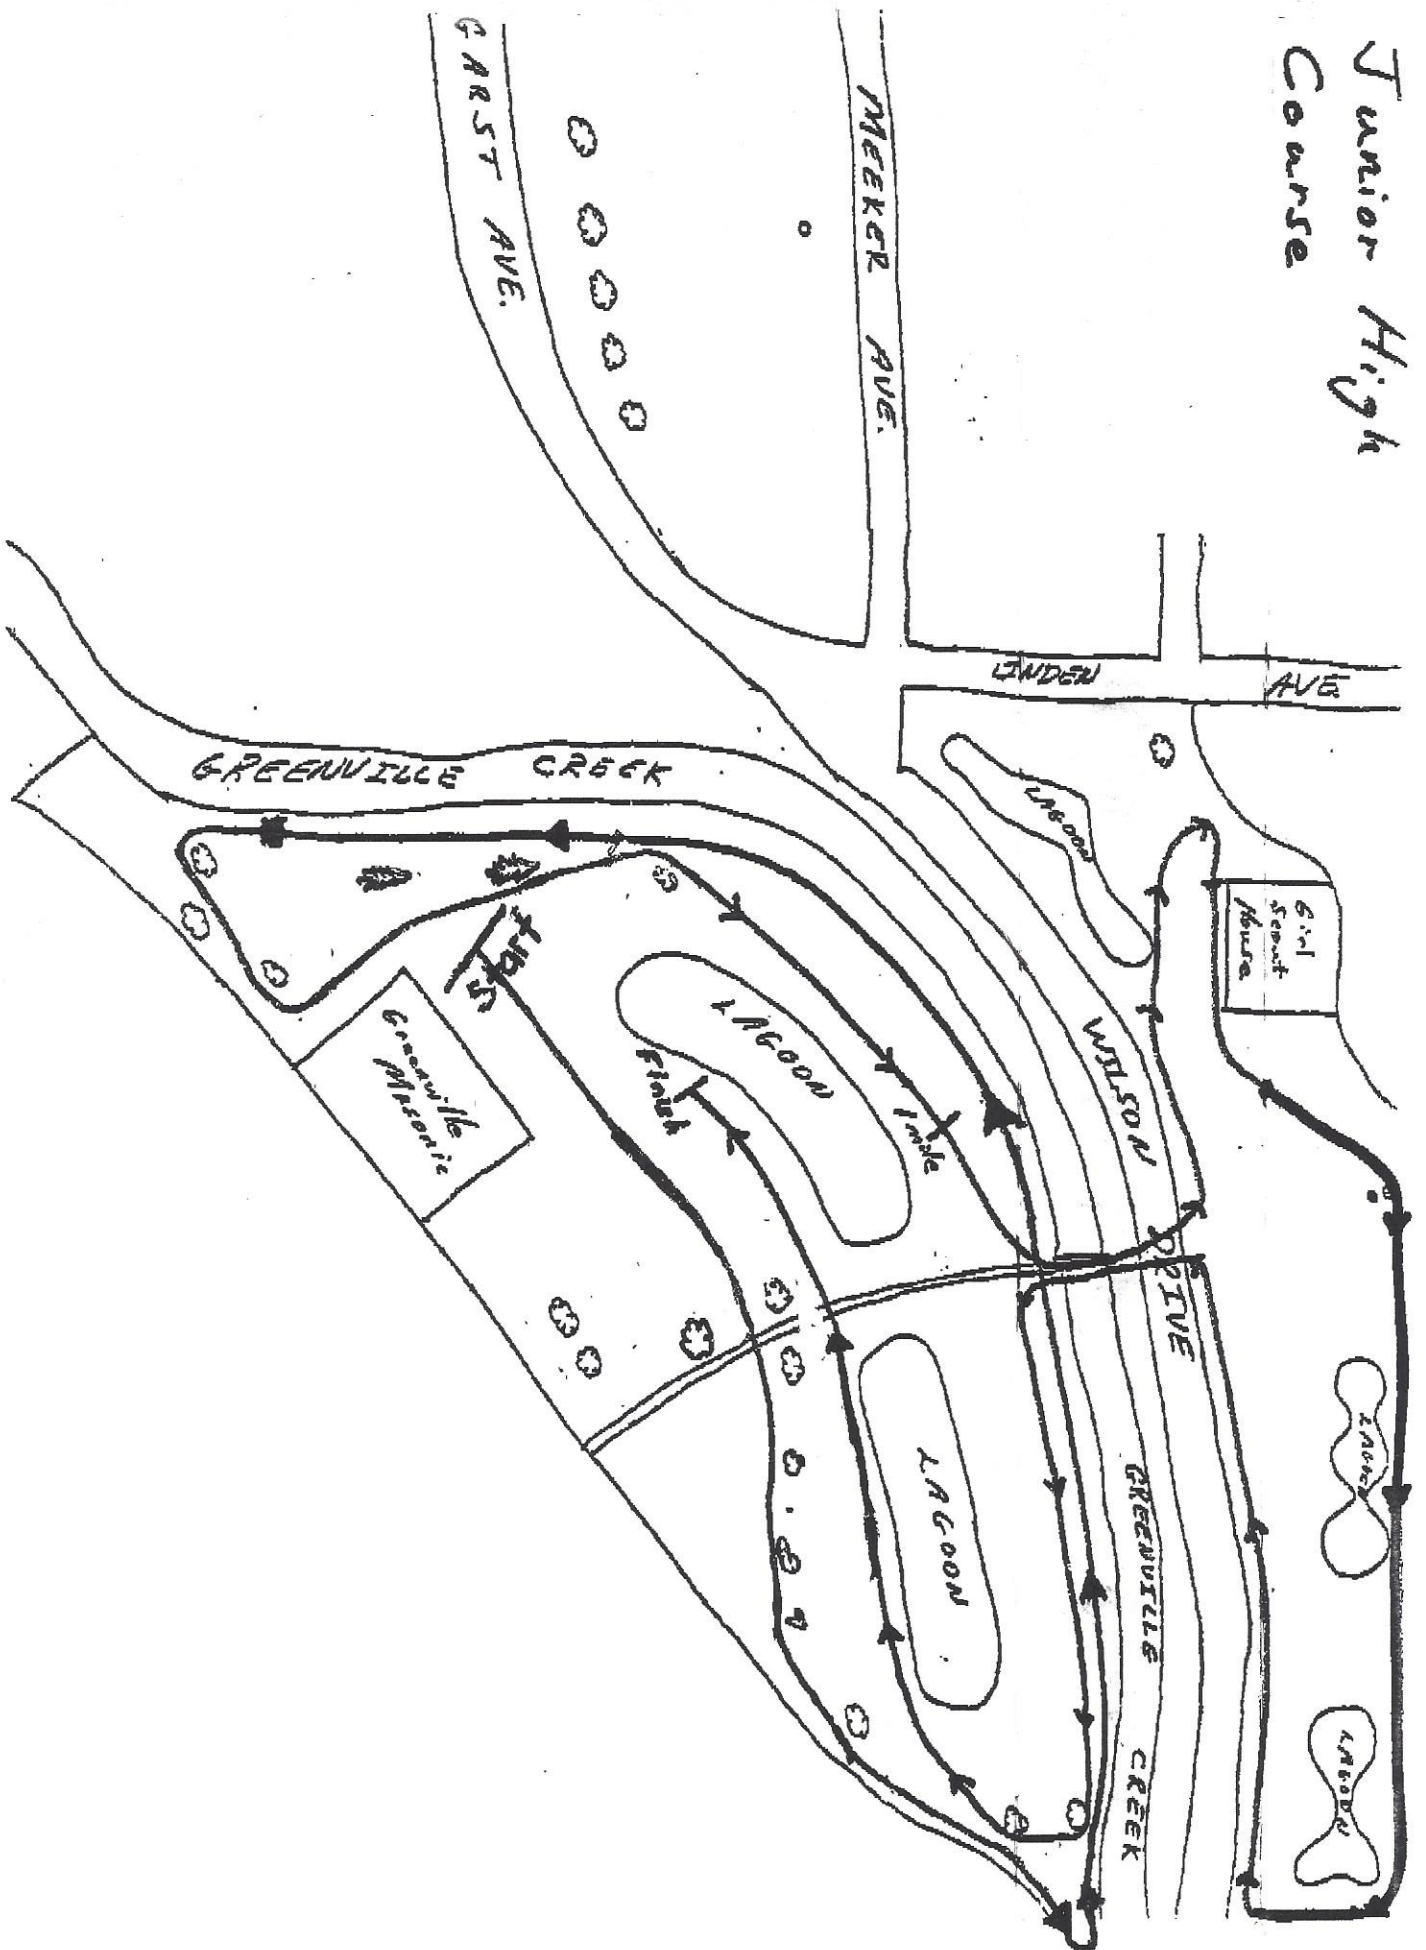 Junior High
Course
GARST AVE.
MEEKER AVE.
LINDEN AVE.
GREENVILLE CREEK
LAGOON
Girl
Scout
House
WILSON DRIVE
Start
LAGOON
Finish
1 mile
Greenville
Masonic
LAGOON
GREENVILLE CREEK
LAGOON
LAGOON